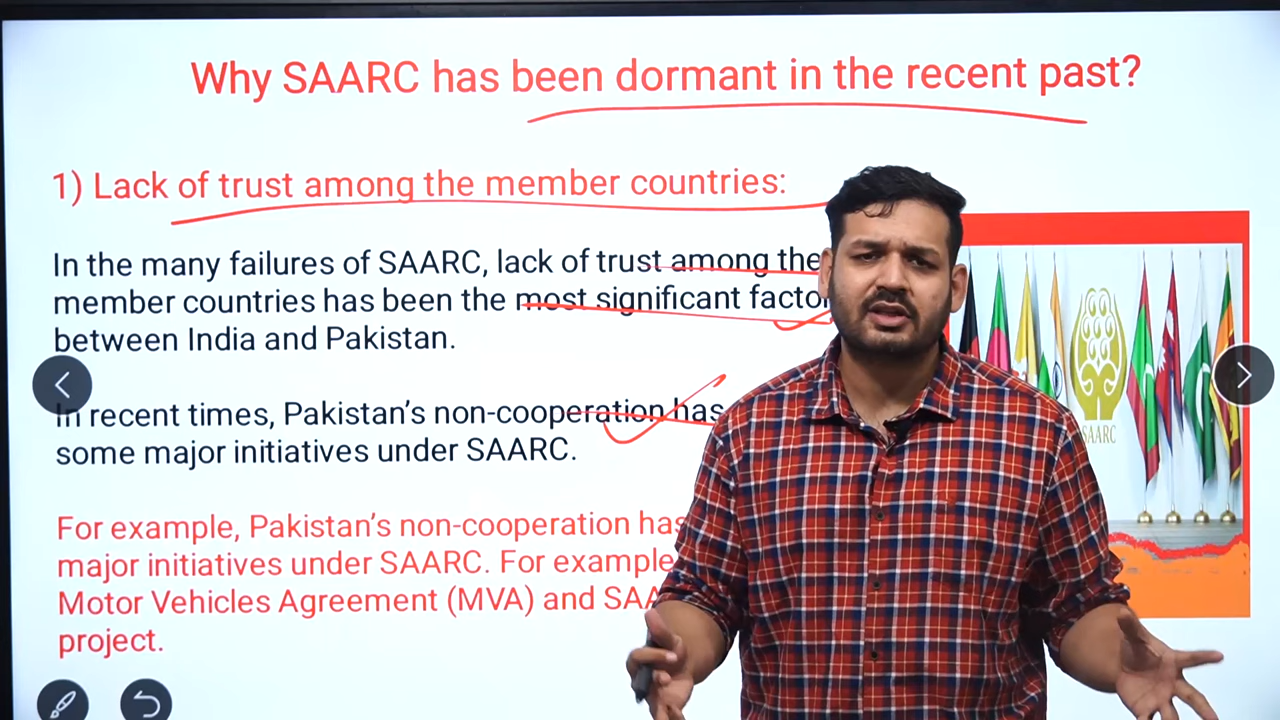 Why SAARC has been dormant in the recent past?
1) Lack of trust among the member countries:
In the many failures of SAARC, lack of trust among the
member countries has been the most significant factor
between India and Pakistan.
In recent times, Pakistan's non-cooperation has
some major initiatives under SAARC.
For example, Pakistan's non-cooperation has
major initiatives under SAARC. For example
Motor Vehicles Agreement (MVA) and
project.
SAARC